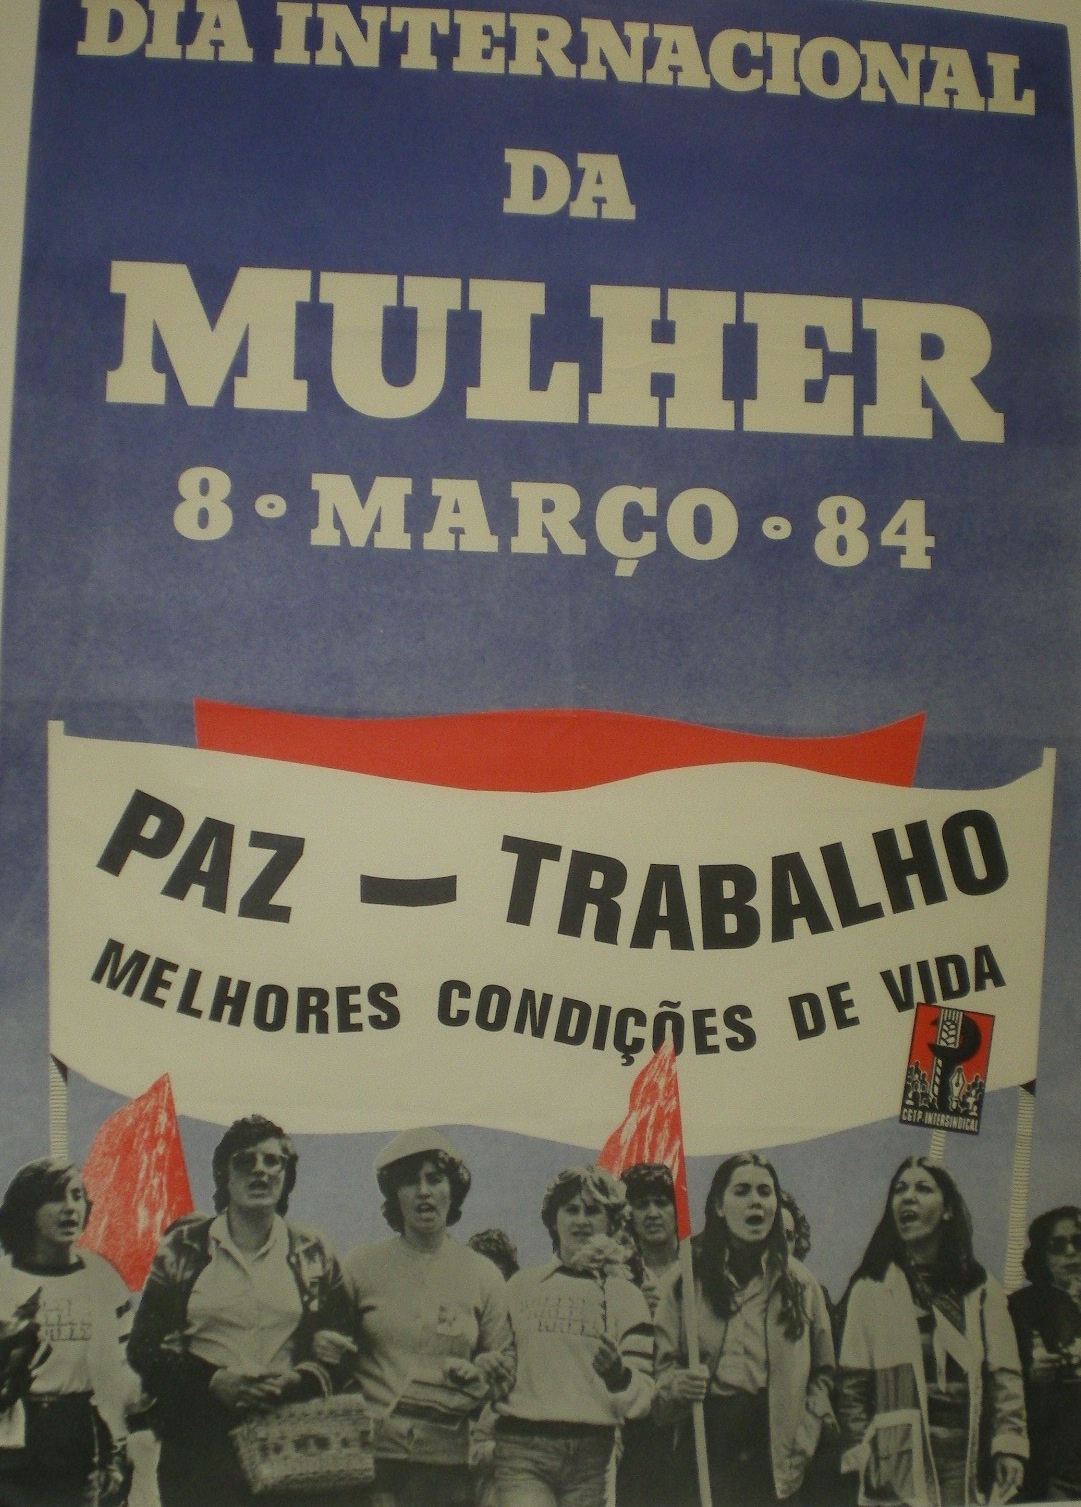 DIA INTERNACIONAL
DA
MULHER
8 • MARÇO • 84
PAZ — TRABALHO
MELHORES CONDIÇÕES DE VIDA
CGTP-INTERSINDICAL